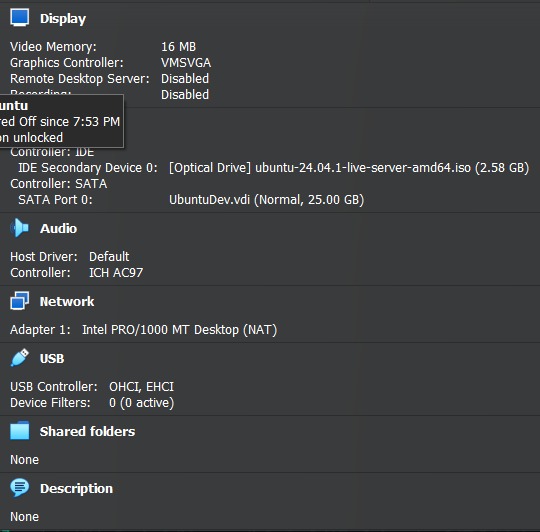 Display
Video Memory: 16 MB
Graphics Controller: VMSVGA
Remote Desktop Server: Disabled
Recording: Disabled
untu
red Off since 7:53 PM
on unlocked
Controller: IDE
IDE Secondary Device 0: [Optical Drive] ubuntu-24.04.1-live-server-amd64.iso (2.58 GB)
Controller: SATA
SATA Port 0: UbuntuDev.vdi (Normal, 25.00 GB)
Audio
Host Driver: Default
Controller: ICH AC97
Network
Adapter 1: Intel PRO/1000 MT Desktop (NAT)
USB
USB Controller: OHCI, EHCI
Device Filters: 0 (0 active)
Shared folders
None
Description
None